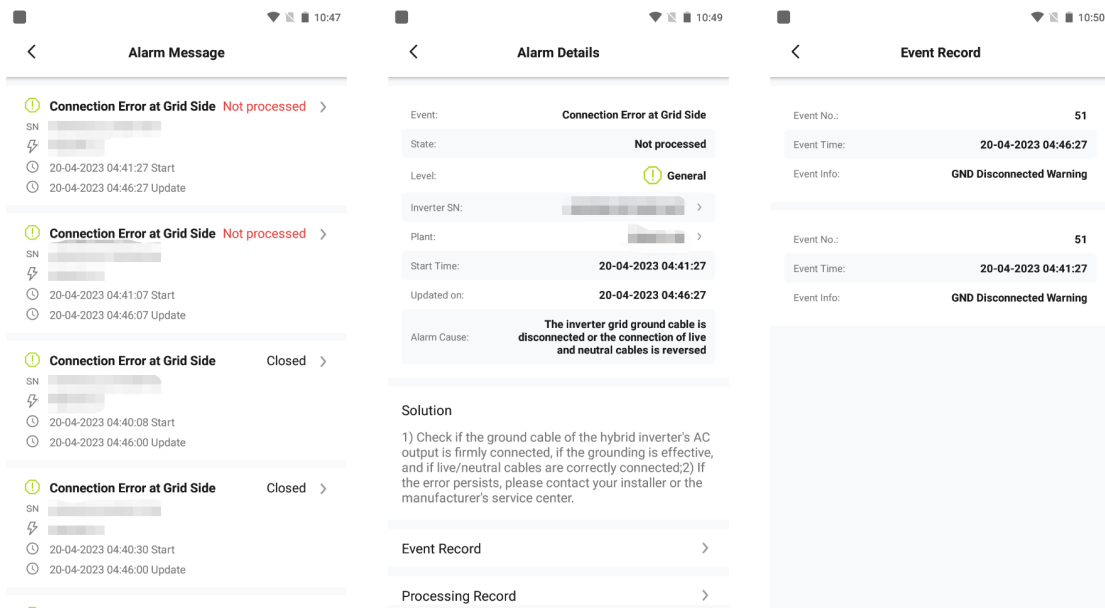 10:47
Alarm Message
Connection Error at Grid Side Not processed
SN
20-04-2023 04:41:27 Start
20-04-2023 04:46:27 Update
Connection Error at Grid Side Not processed
SN
20-04-2023 04:41:07 Start
20-04-2023 04:46:07 Update
Connection Error at Grid Side Closed
SN
20-04-2023 04:40:08 Start
20-04-2023 04:46:00 Update
Connection Error at Grid Side Closed
SN
20-04-2023 04:40:30 Start
20-04-2023 04:46:00 Update
10:49
Alarm Details
Event: Connection Error at Grid Side
State: Not processed
Level: General
Inverter SN:
Plant:
Start Time: 20-04-2023 04:41:27
Updated on: 20-04-2023 04:46:27
Alarm Cause: The inverter grid ground cable is
disconnected or the connection of live
and neutral cables is reversed
Solution
1) Check if the ground cable of the hybrid inverter's AC
output is firmly connected, if the grounding is effective,
and if live/neutral cables are correctly connected;2) If
the error persists, please contact your installer or the
manufacturer's service center.
Event Record
Processing Record
10:50
Event Record
Event No.: 51
Event Time: 20-04-2023 04:46:27
Event Info: GND Disconnected Warning
Event No.: 51
Event Time: 20-04-2023 04:41:27
Event Info: GND Disconnected Warning